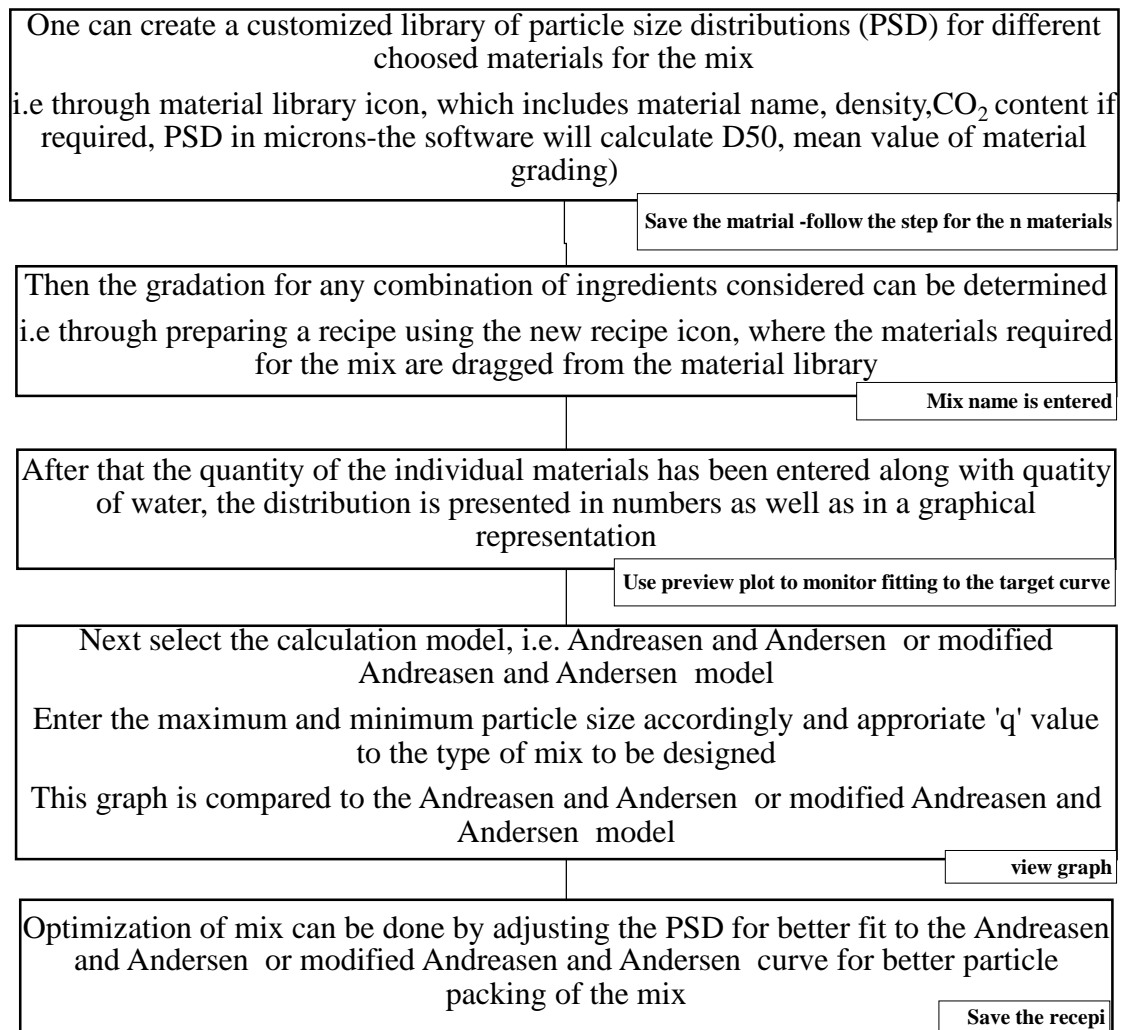 One can create a customized library of particle size distributions (PSD) for different
choosed materials for the mix
i.e through material library icon, which includes material name, density,CO2 content if
required, PSD in microns-the software will calculate D50, mean value of material
grading)
Save the matrial -follow the step for the n materials
Then the gradation for any combination of ingredients considered can be determined
i.e through preparing a recipe using the new recipe icon, where the materials required
for the mix are dragged from the material library
Mix name is entered
After that the quantity of the individual materials has been entered along with quatity
of water, the distribution is presented in numbers as well as in a graphical
representation
Use preview plot to monitor fitting to the target curve
Next select the calculation model, i.e. Andreasen and Andersen or modified
Andreasen and Andersen model
Enter the maximum and minimum particle size accordingly and approriate 'q' value
to the type of mix to be designed
This graph is compared to the Andreasen and Andersen or modified Andreasen and
Andersen model
view graph
Optimization of mix can be done by adjusting the PSD for better fit to the Andreasen
and Andersen or modified Andreasen and Andersen curve for better particle
packing of the mix
Save the recepi